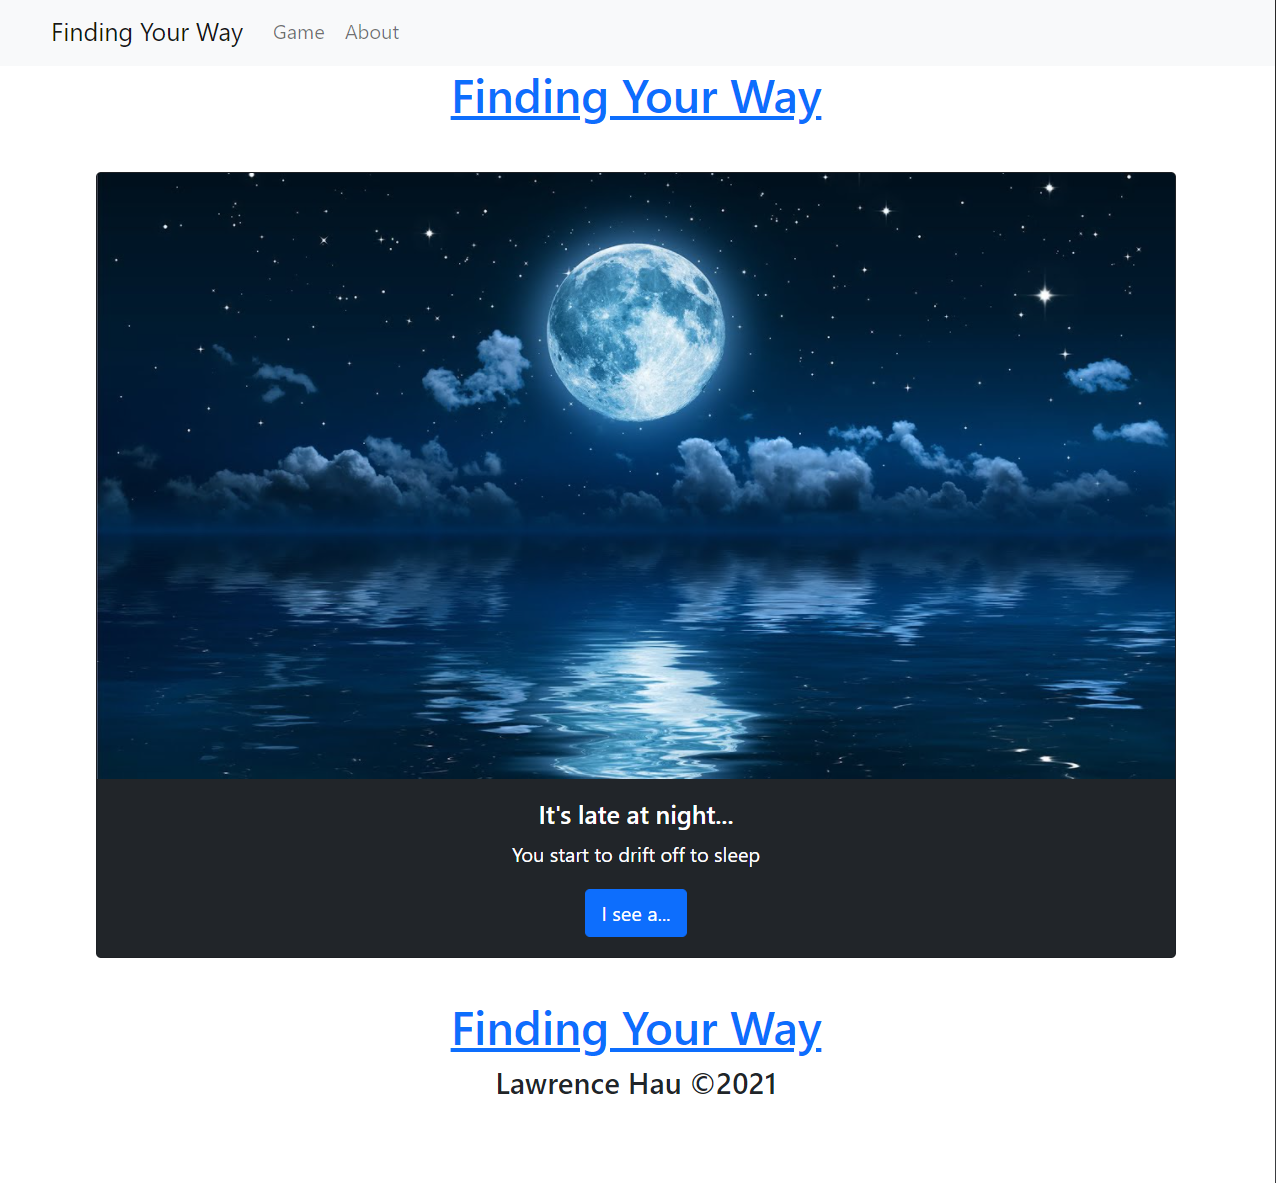 Finding Your Way Game About
Finding Your Way
It's late at night...
You start to drift off to sleep
I see a...
Finding Your Way
Lawrence Hau ©2021